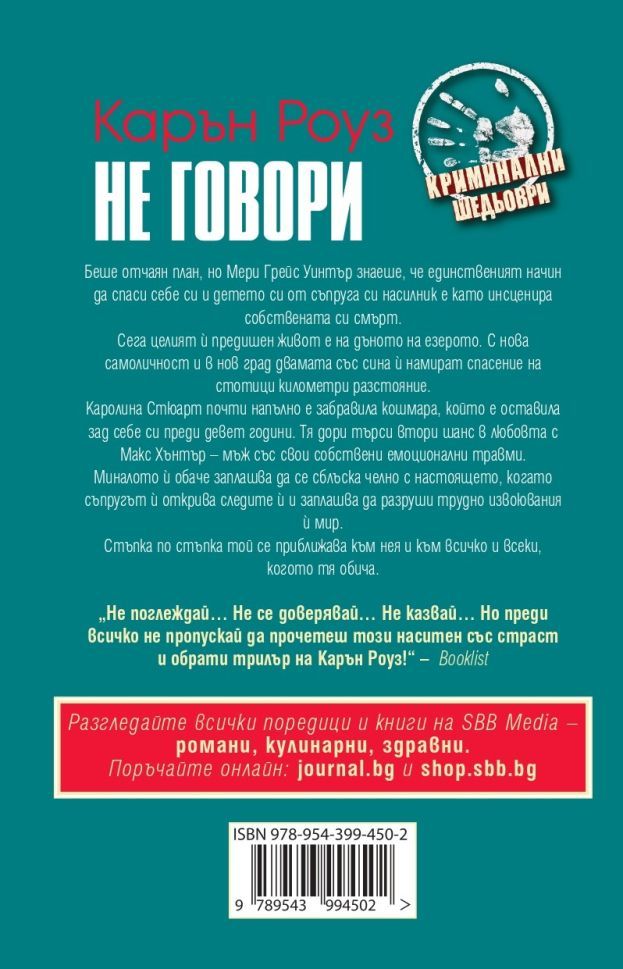 Карън Роуз
НЕ ГОВОРИ
КРИМИНАЛНИ
ШЕДЬОВРИ
Беше отчаян план, но Мери Грейс Уинтър знаеше, че единственият начин
да спаси себе си и детето си от съпруга си насилник е като инсценира
собствената си смърт.
Сега целият ѝ предишен живот е на дъното на езерото. С нова
самоличност и в нов град двамата със сина ѝ намират спасение на
стотици километри разстояние.
Каролина Стюарт почти напълно е забравила кошмара, който е оставила
зад себе си преди девет години. Тя дори търси втори шанс в любовта с
Макс Хънтър – мъж със свои собствени емоционални травми.
Миналото ѝ обаче заплашва да се сблъска челно с настоящето, когато
съпругът ѝ открива следите ѝ и заплашва да разруши трудно извоювания
ѝ мир.
Стъпка по стъпка той се приближава към нея и към всичко и всеки,
когото тя обича.
„Не поглеждай... Не се доверявай... Не казвай... Но преди
всичко не пропускай да прочетеш този наситен със страст
и обрати трилър на Карън Роуз!“ – Booklist
Разгледайте всички поредици и книги на SBB Media –
романи, кулинарни, здравни.
Поръчайте онлайн: journal.bg и shop.sbb.bg
ISBN 978-954-399-450-2
9 789543 994502 >